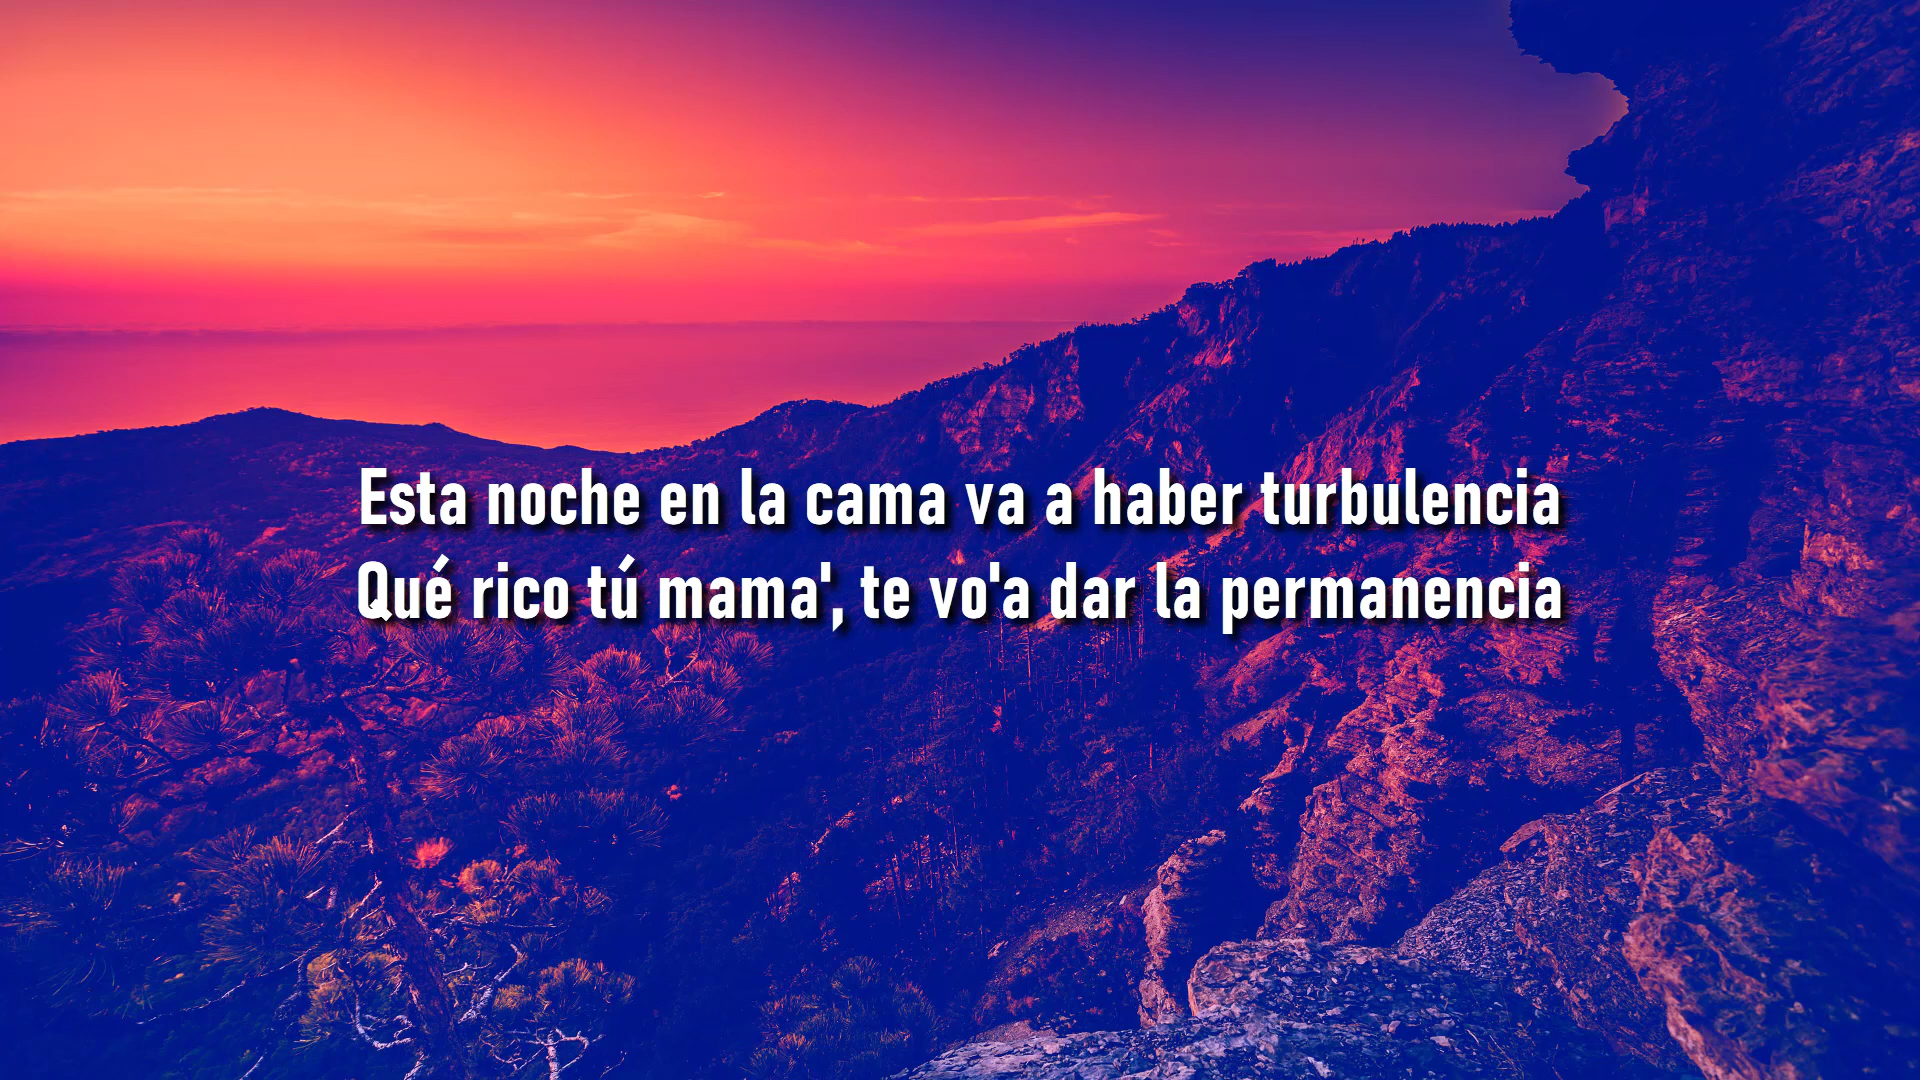 Esta noche en la cama va a haber turbulencia
Qué rico tú mama', te vo'a dar la permanencia